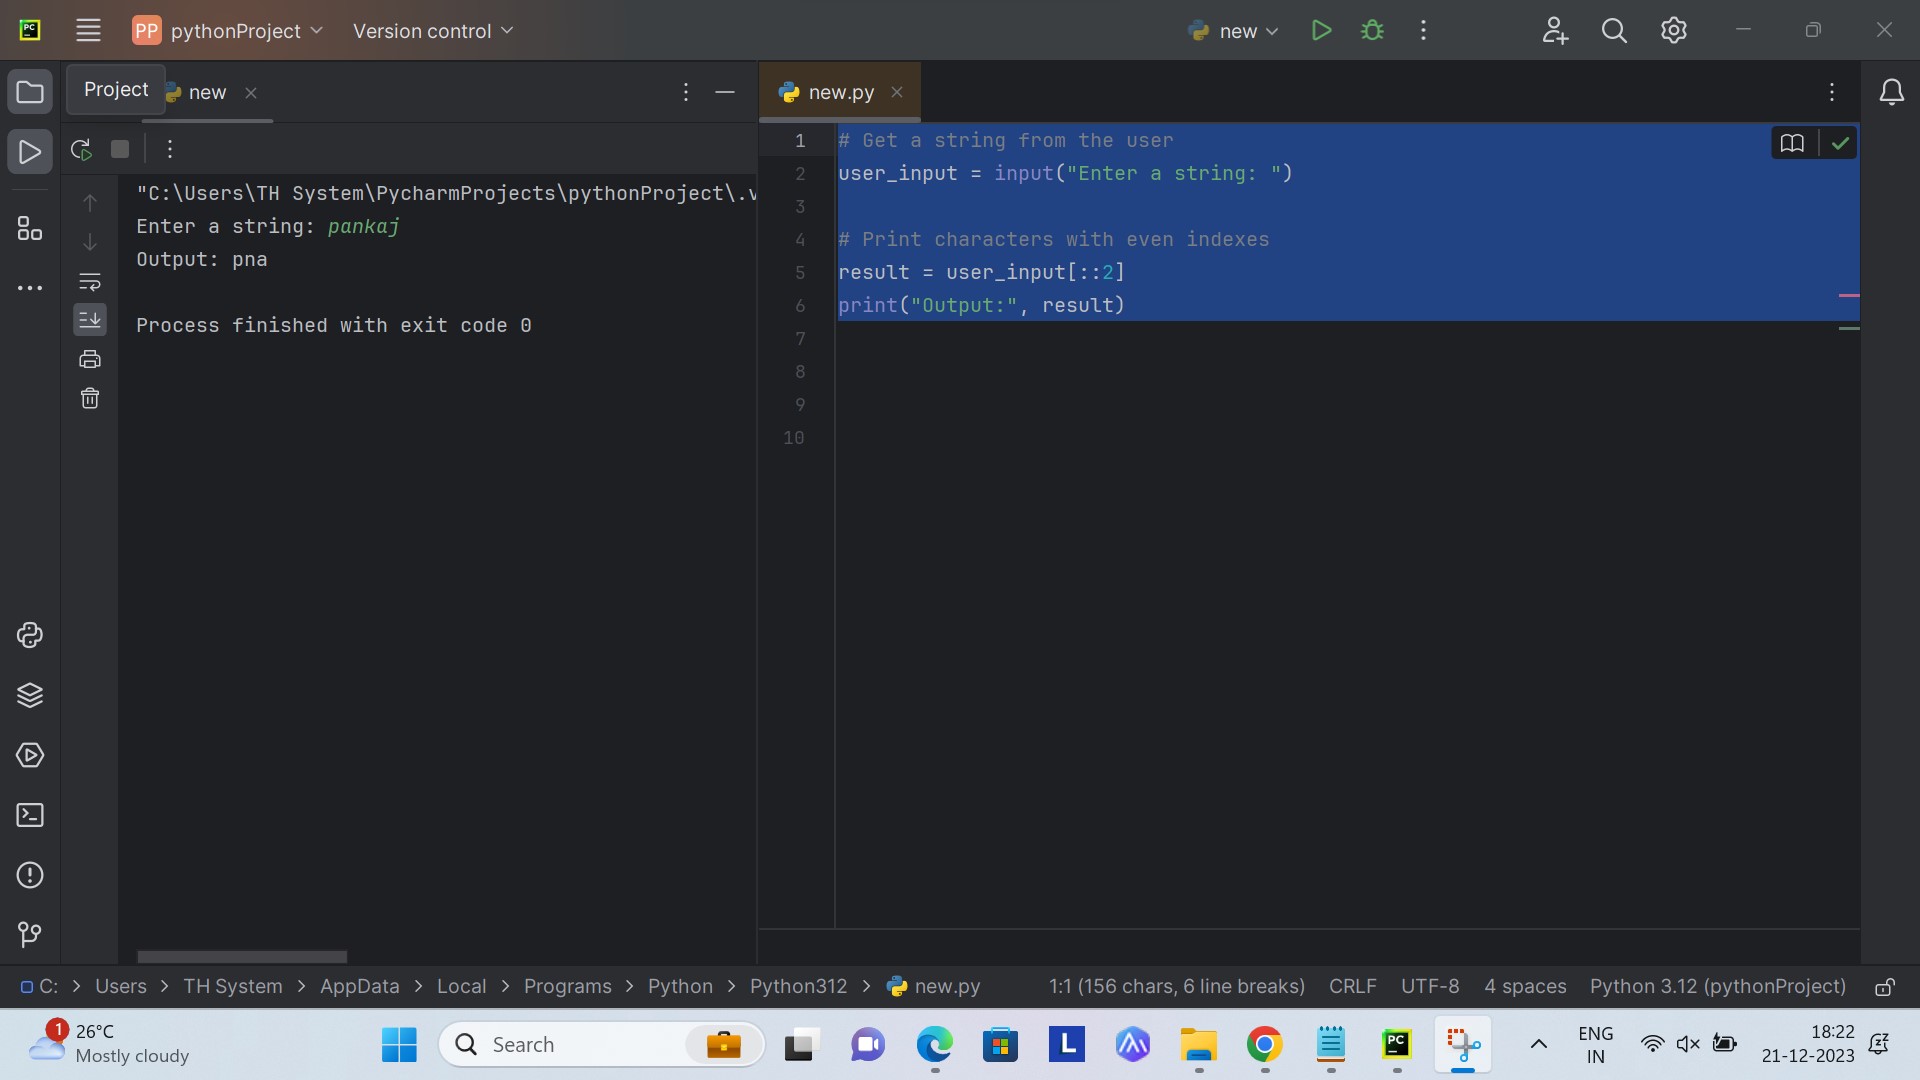 PC
PP pythonProject
Version control
new
Project
new
new.py
"C:\Users\TH System\PycharmProjects\pythonProject\.v
Enter a string: pankaj
Output: pna
Process finished with exit code 0
1 # Get a string from the user
2 user_input = input("Enter a string: ")
3
4 # Print characters with even indexes
5 result = user_input[::2]
6 print("Output:", result)
7
8
9
10
C: > Users > TH System > AppData > Local > Programs > Python > Python312 > new.py
1:1 (156 chars, 6 line breaks) CRLF UTF-8 4 spaces Python 3.12 (pythonProject)
1
26°C
Mostly cloudy
Search
L
PC
ENG
IN
18:22
21-12-2023